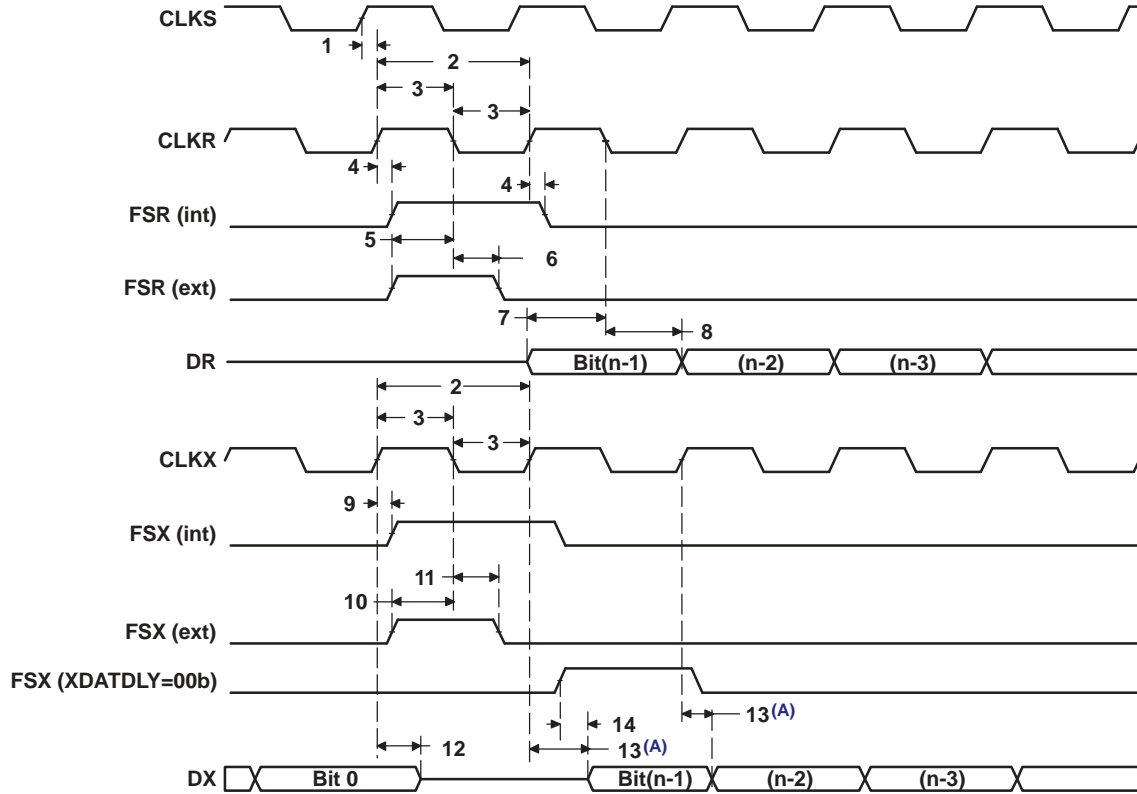 CLKS
1
2
3
3
CLKR
4
4
FSR (int)
5
6
FSR (ext)
7
8
DR Bit(n-1) (n-2) (n-3)
2
3
3
CLKX
9
FSX (int)
11
10
FSX (ext)
FSX (XDATDLY=00b)
14 13(A)
12 13(A)
DX Bit 0 Bit(n-1) (n-2) (n-3)